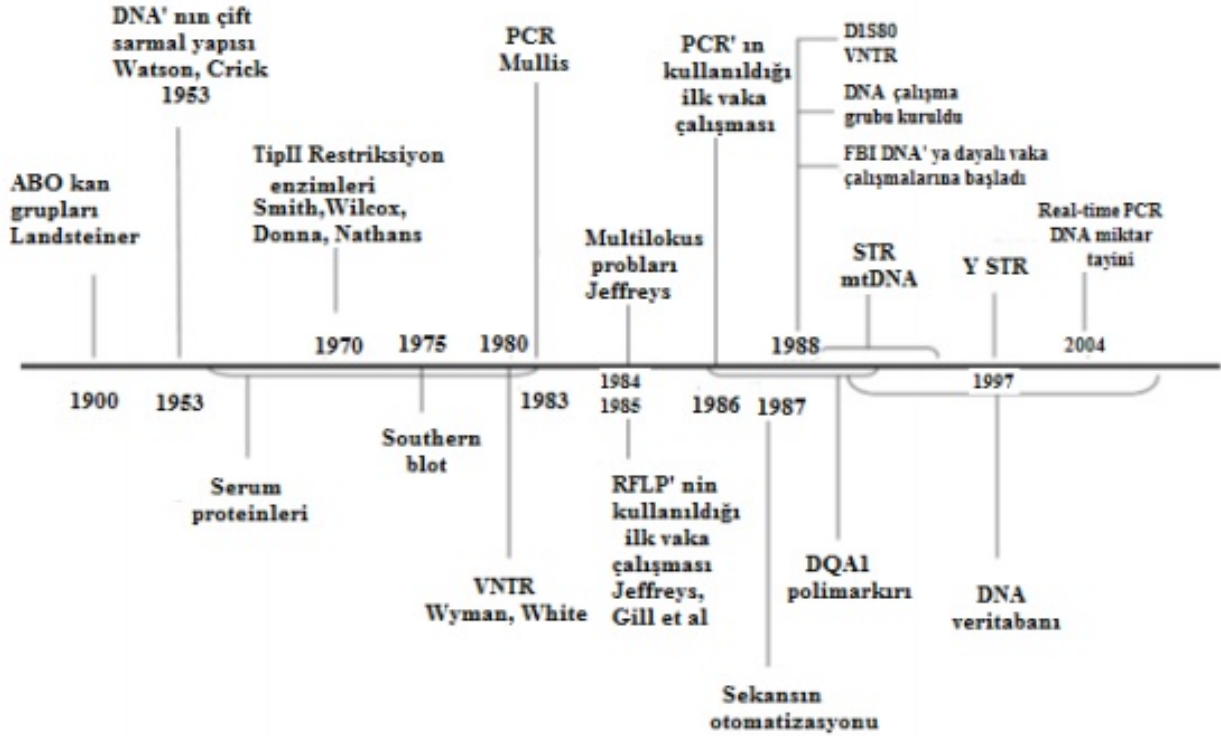 DNA' nın çift
sarmal yapısı
Watson, Crick
1953
PCR
Mullis
PCR' ın
kullanıldığı
ilk vaka
çalışması
D1S80
VNTR
DNA çalışma
grubu kuruldu
FBI DNA' ya dayalı vaka
çalışmalarına başladı
TipII Restriksiyon
enzimleri
Smith,Wilcox,
Donna, Nathans
ABO kan
grupları
Landsteiner
Multilokus
probları
Jeffreys
STR
mtDNA
Y STR
Real-time PCR
DNA miktar
tayini
1970
1975
1980
1988
2004
1900
1953
1983
1984
1985
1986
1987
1997
Serum
proteinleri
Southern
blot
VNTR
Wyman, White
RFLP' nin
kullanıldığı
ilk vaka
çalışması
Jeffreys,
Gill et al
DQA1
polimarkırı
DNA
veritabanı
Sekansın
otomatizasyonu